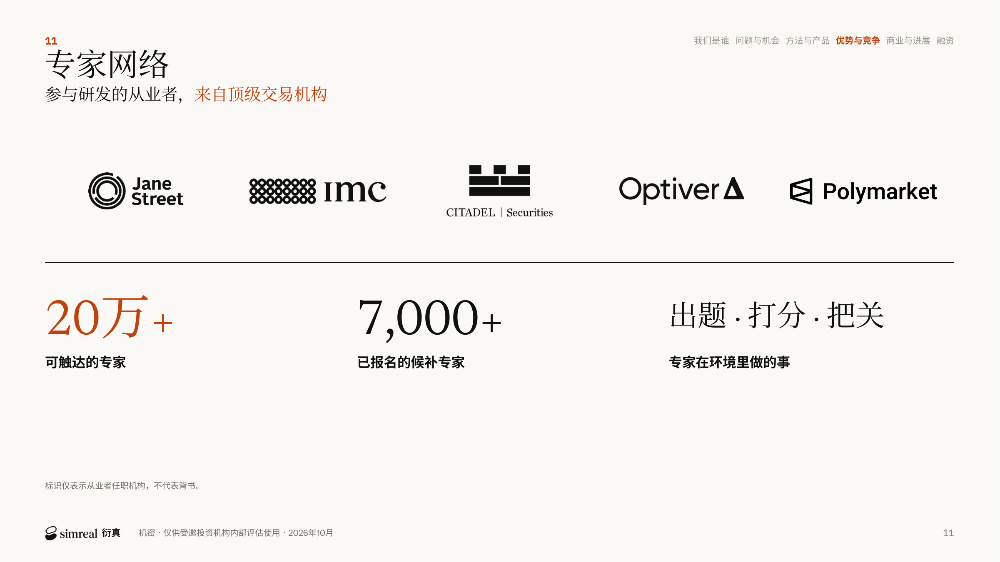 11
我们是谁 问题与机会 方法与产品 优势与竞争 商业与进展 融资
专家网络
参与研发的从业者，来自顶级交易机构
Jane
Street
imc
CITADEL | Securities
Optiver
Polymarket
20万+
7,000+
出题 · 打分 · 把关
可触达的专家
已报名的候补专家
专家在环境里做的事
标识仅表示从业者任职机构，不代表背书。
simreal 衍真
机密 · 仅供受邀投资机构内部评估使用 · 2026年10月
11